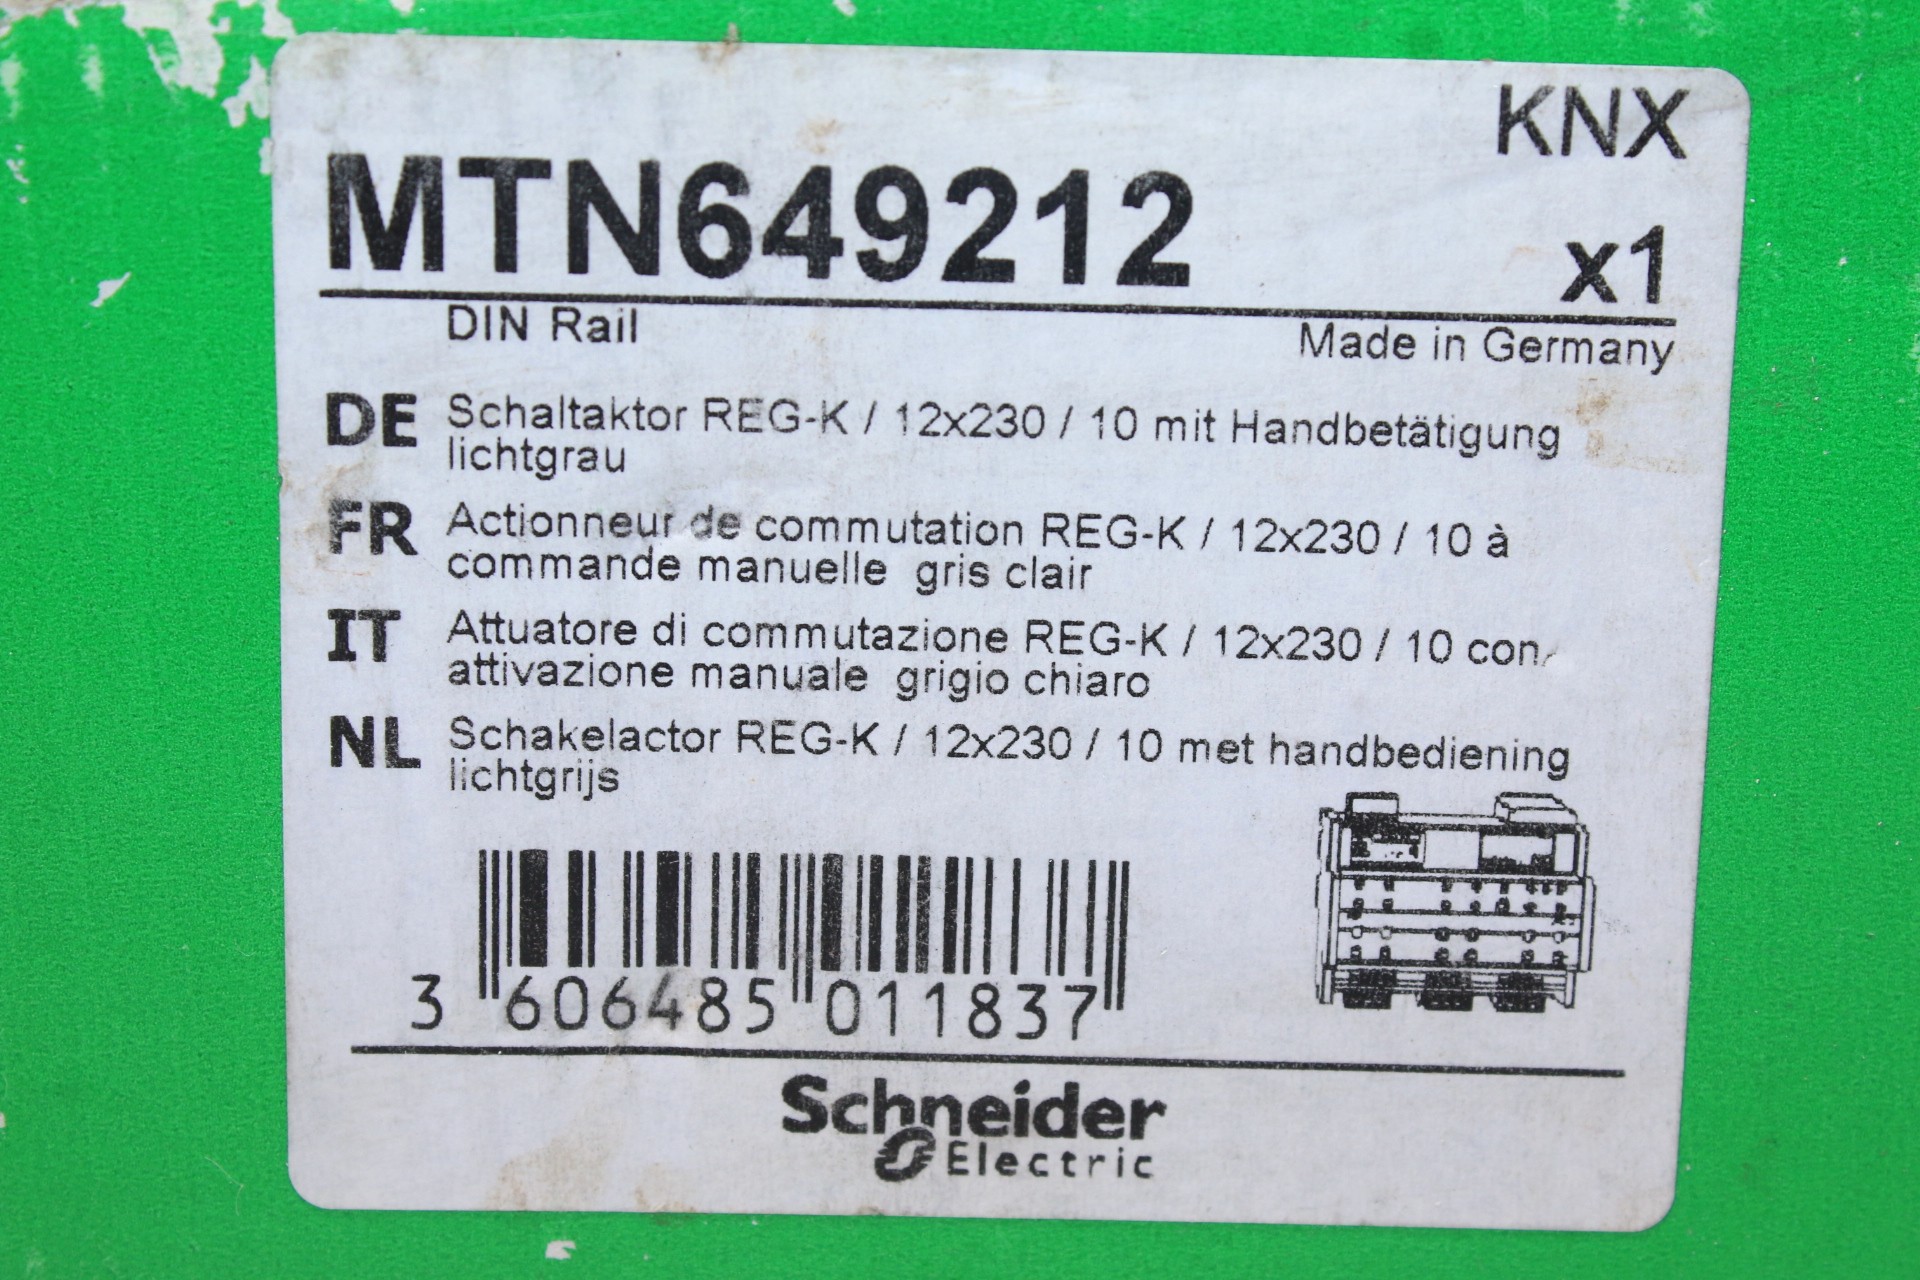 KNX
MTN649212
x1
DIN Rail
Made in Germany
DE Schaltaktor REG-K / 12x230 / 10 mit Handbetätigung
lichtgrau
FR Actionneur de commutation REG-K / 12x230 / 10 à
commande manuelle gris clair
IT Attuatore di commutazione REG-K / 12x230 / 10 con
attivazione manuale grigio chiaro
NL Schakelactor REG-K / 12x230 / 10 met handbediening
lichtgrijs
3 606485 011837
Schneider
Electric